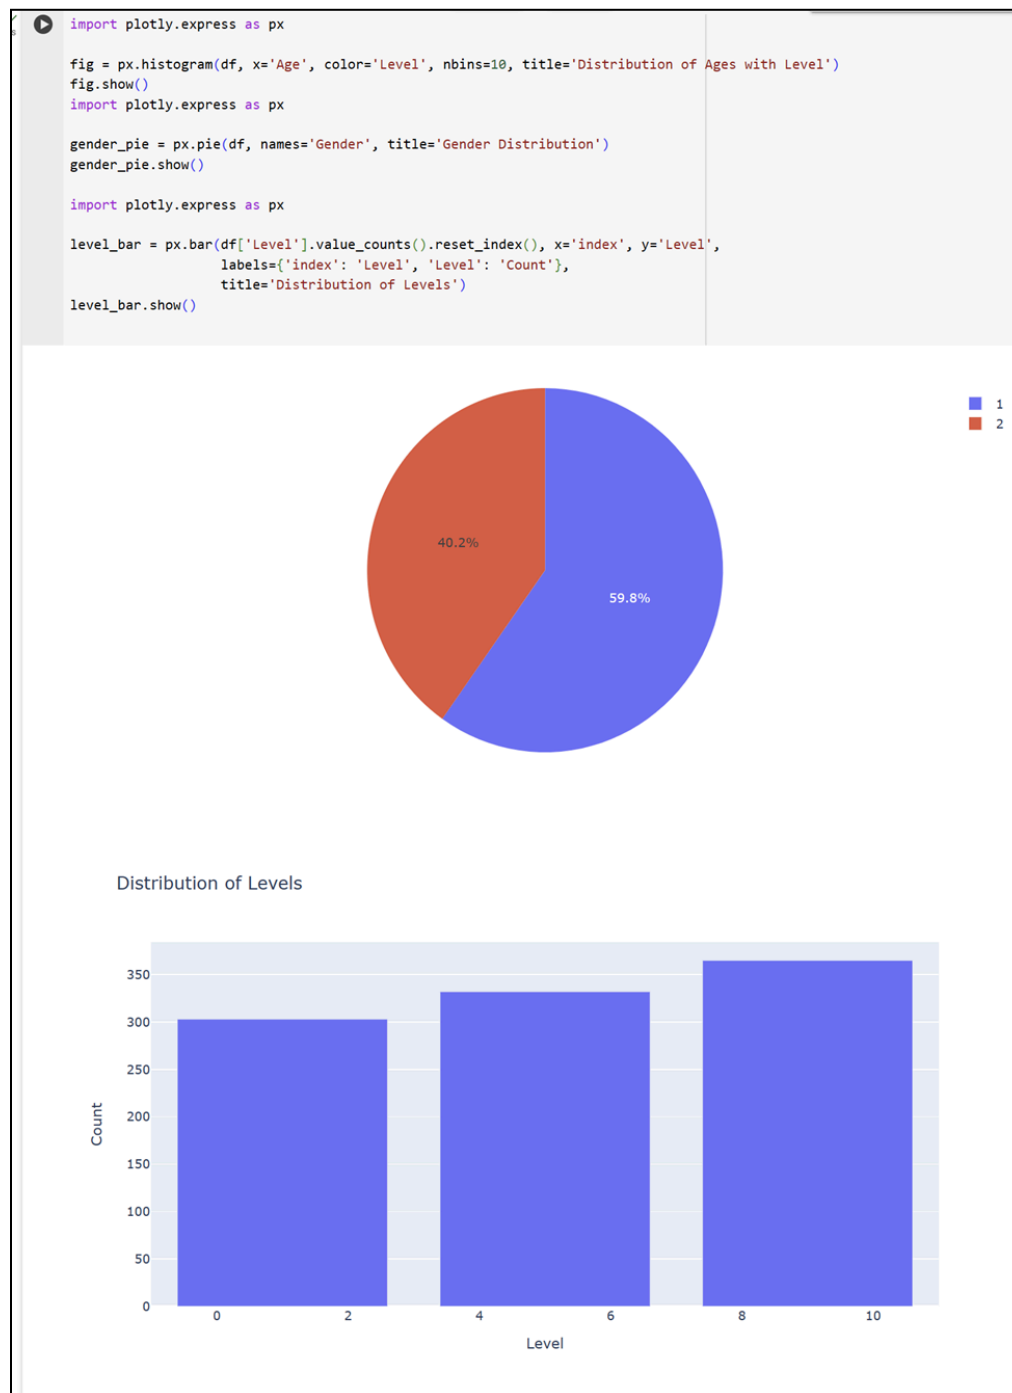 import plotly.express as px
fig = px.histogram(df, x='Age', color='Level', nbins=10, title='Distribution of Ages with Level')
fig.show()
import plotly.express as px
gender_pie = px.pie(df, names='Gender', title='Gender Distribution')
gender_pie.show()
import plotly.express as px
level_bar = px.bar(df['Level'].value_counts().reset_index(), x='index', y='Level',
labels={'index': 'Level', 'Level': 'Count'},
title='Distribution of Levels')
level_bar.show()
1
2
40.2%
59.8%
Distribution of Levels
350
300
250
200
150
100
50
0
Count
0 2 4 6 8 10
Level